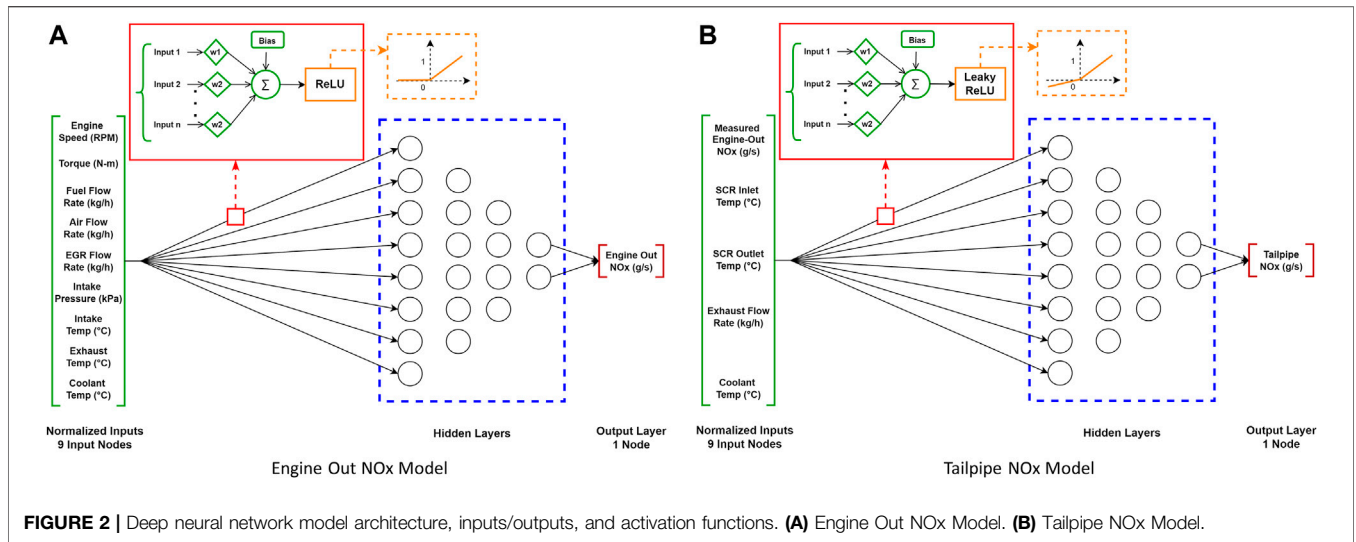 A
Input 1
w1
Bias
Input 2
w2
Σ
ReLU
Input n
w2
1
0
Engine
Speed (RPM)
Torque (N-m)
Fuel Flow
Rate (kg/h)
Air Flow
Rate (kg/h)
EGR Flow
Rate (kg/h)
Intake
Pressure (kPa)
Intake
Temp (°C)
Exhaust
Temp (°C)
Coolant
Temp (°C)
Engine Out
NOx (g/s)
Normalized Inputs
9 Input Nodes
Hidden Layers
Output Layer
1 Node
Engine Out NOx Model
B
Input 1
w1
Bias
Input 2
w2
Σ
Leaky
ReLU
Input n
w2
1
0
Measured
Engine-Out
NOx (g/s)
SCR Inlet
Temp (°C)
SCR Outlet
Temp (°C)
Exhaust Flow
Rate (kg/h)
Coolant
Temp (°C)
Tailpipe
NOx (g/s)
Normalized Inputs
9 Input Nodes
Hidden Layers
Output Layer
1 Node
Tailpipe NOx Model
FIGURE 2 | Deep neural network model architecture, inputs/outputs, and activation functions. (A) Engine Out NOx Model. (B) Tailpipe NOx Model.